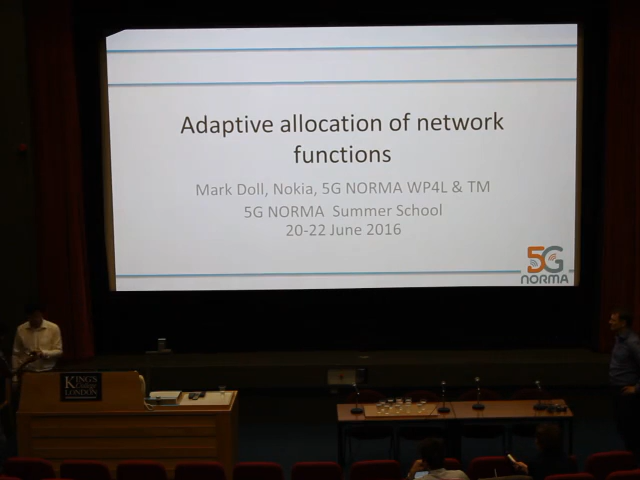 Adaptive allocation of network
functions
Mark Doll, Nokia, 5G NORMA WP4L & TM
5G NORMA Summer School
20-22 June 2016
5G
NORMA
KING'S
College
LONDON